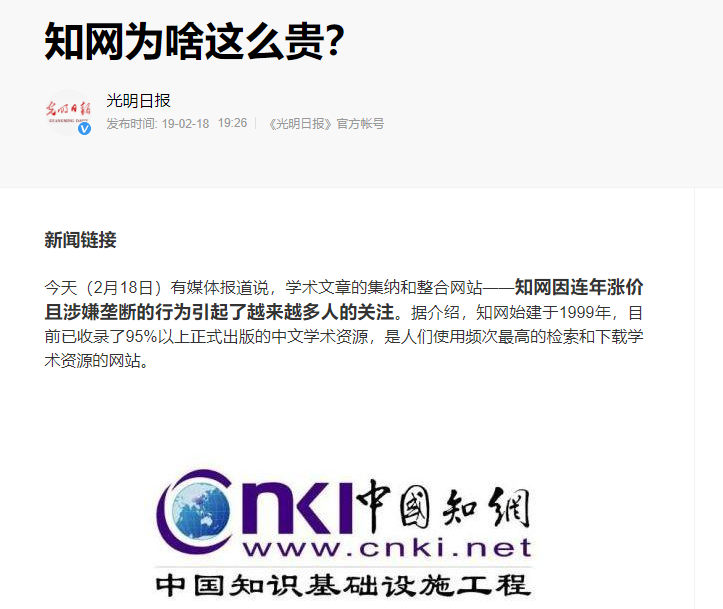 知网为啥这么贵？
光明日报
光明日报
GUANGMING DAILY
发布时间: 19-02-18 19:26 《光明日报》官方帐号
新闻链接
今天（2月18日）有媒体报道说，学术文章的集纳和整合网站——知网因连年涨价
且涉嫌垄断的行为引起了越来越多人的关注。据介绍，知网始建于1999年，目
前已收录了95%以上正式出版的中文学术资源，是人们使用频次最高的检索和下载学
术资源的网站。
cnki中国知網
www.cnki.net
中国知识基础设施工程